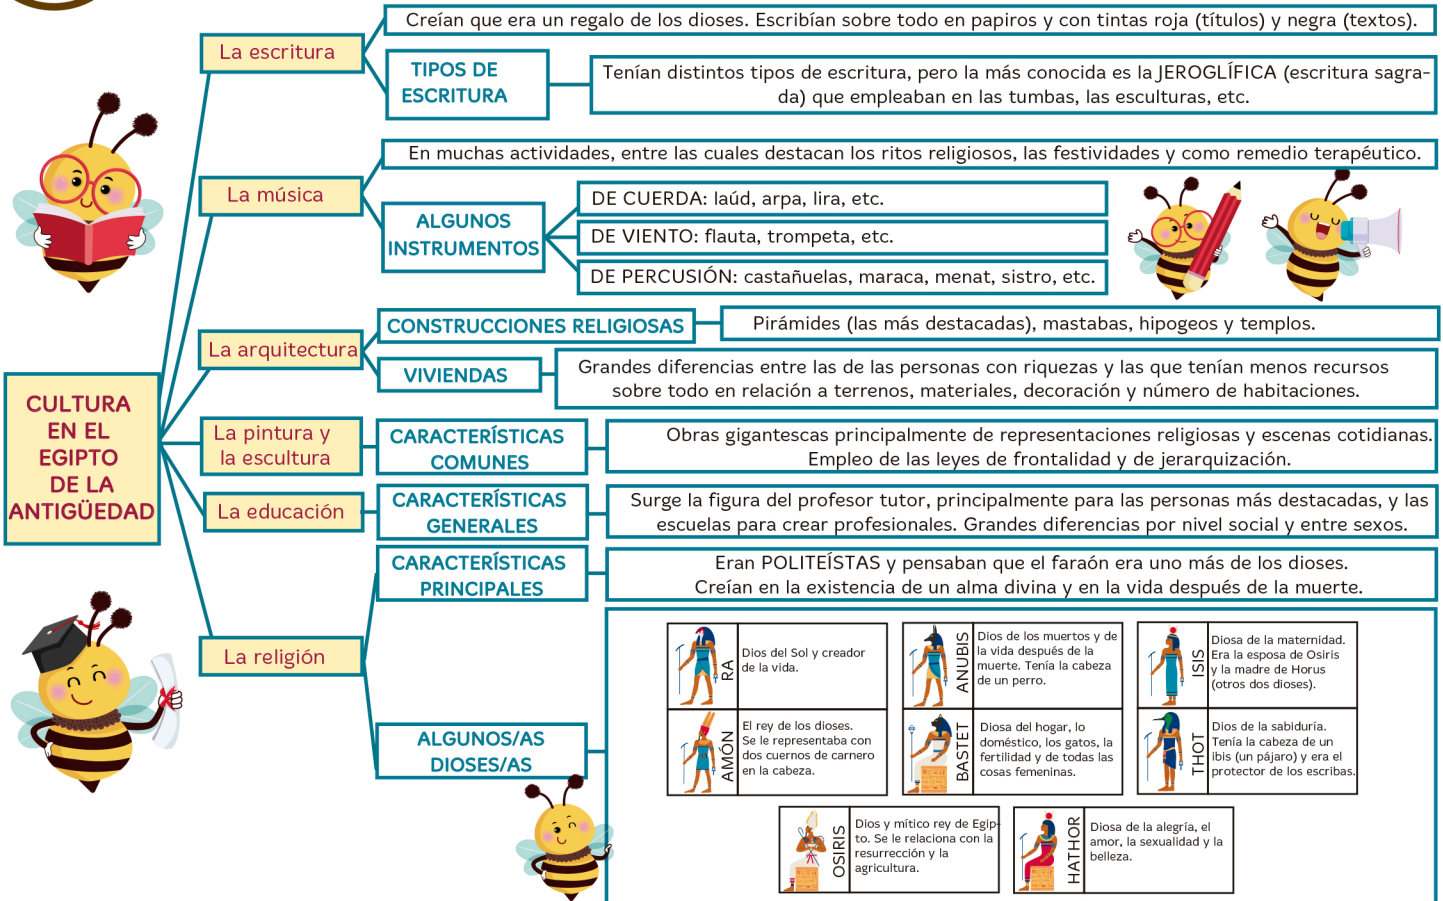 CULTURA
EN EL
EGIPTO
DE LA
ANTIGÜEDAD
La escritura
Creían que era un regalo de los dioses. Escribían sobre todo en papiros y con tintas roja (títulos) y negra (textos).
TIPOS DE
ESCRITURA
Tenían distintos tipos de escritura, pero la más conocida es la JEROGLÍFICA (escritura sagra-
da) que empleaban en las tumbas, las esculturas, etc.
La música
En muchas actividades, entre las cuales destacan los ritos religiosos, las festividades y como remedio terapéutico.
ALGUNOS
INSTRUMENTOS
DE CUERDA: laúd, arpa, lira, etc.
DE VIENTO: flauta, trompeta, etc.
DE PERCUSIÓN: castañuelas, maraca, menat, sistro, etc.
La arquitectura
CONSTRUCCIONES RELIGIOSAS
Pirámides (las más destacadas), mastabas, hipogeos y templos.
VIVIENDAS
Grandes diferencias entre las de las personas con riquezas y las que tenían menos recursos
sobre todo en relación a terrenos, materiales, decoración y número de habitaciones.
La pintura y
la escultura
CARACTERÍSTICAS
COMUNES
Obras gigantescas principalmente de representaciones religiosas y escenas cotidianas.
Empleo de las leyes de frontalidad y de jerarquización.
La educación
CARACTERÍSTICAS
GENERALES
Surge la figura del profesor tutor, principalmente para las personas más destacadas, y las
escuelas para crear profesionales. Grandes diferencias por nivel social y entre sexos.
La religión
CARACTERÍSTICAS
PRINCIPALES
Eran POLITEÍSTAS y pensaban que el faraón era uno más de los dioses.
Creían en la existencia de un alma divina y en la vida después de la muerte.
ALGUNOS/AS
DIOSES/AS
RA
Dios del Sol y creador
de la vida.
ANUBIS
Dios de los muertos y de
la vida después de la
muerte. Tenía la cabeza
de un perro.
ISIS
Diosa de la maternidad.
Era la esposa de Osiris
y la madre de Horus
(otros dos dioses).
AMÓN
El rey de los dioses.
Se le representaba con
dos cuernos de carnero
en la cabeza.
BASTET
Diosa del hogar, lo
doméstico, los gatos, la
fertilidad y de todas las
cosas femeninas.
THOT
Dios de la sabiduría.
Tenía la cabeza de un
ibis (un pájaro) y era el
protector de los escribas.
OSIRIS
Dios y mítico rey de Egip-
to. Se le relaciona con la
resurrección y la
agricultura.
HATHOR
Diosa de la alegría, el
amor, la sexualidad y la
belleza.